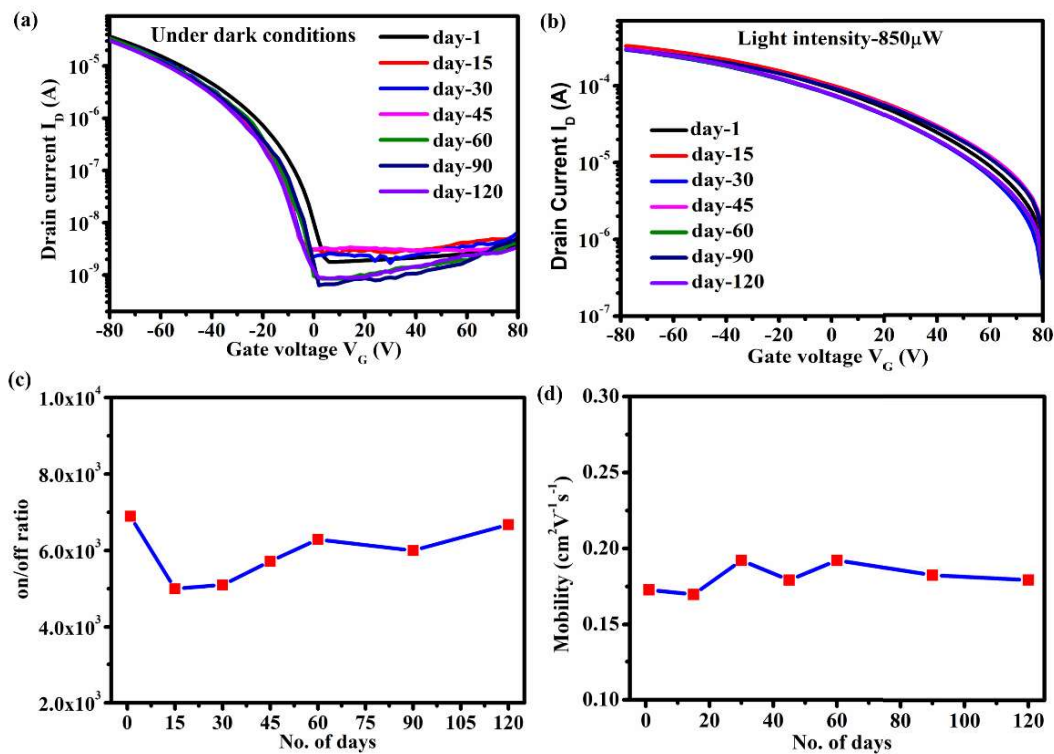 (a)
Under dark conditions
day-1
day-15
day-30
day-45
day-60
day-90
day-120
Drain current I_D (A)
10^-5
10^-6
10^-7
10^-8
10^-9
-80 -60 -40 -20 0 20 40 60 80
Gate voltage V_G (V)
(b)
Light intensity-850μW
day-1
day-15
day-30
day-45
day-60
day-90
day-120
Drain Current I_D (A)
10^-4
10^-5
10^-6
10^-7
-80 -60 -40 -20 0 20 40 60 80
Gate voltage V_G (V)
(c)
on/off ratio
1.0x10^4
8.0x10^3
6.0x10^3
4.0x10^3
2.0x10^3
0 15 30 45 60 75 90 105 120
No. of days
(d)
Mobility (cm^2V^-1s^-1)
0.30
0.25
0.20
0.15
0.10
0 20 40 60 80 100 120
No. of days